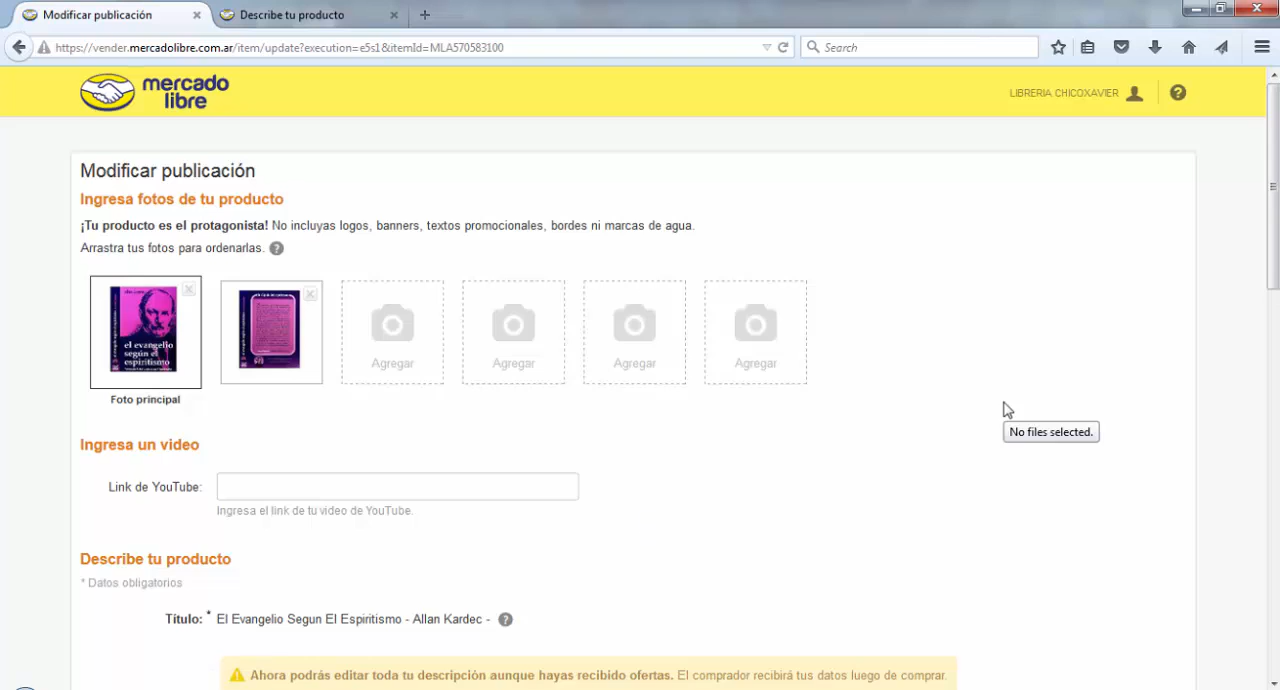 Modificar publicación
Describe tu producto
https://vender.mercadolibre.com.ar/item/update?execution=e5s1&itemId=MLA570583100
Search
mercado
libre
LIBRERIA CHICOXAVIER
Modificar publicación
Ingresa fotos de tu producto
¡Tu producto es el protagonista! No incluyas logos, banners, textos promocionales, bordes ni marcas de agua.
Arrastra tus fotos para ordenarlas. ?
el evangelio
según el
espiritismo
Agregar
Agregar
Agregar
Agregar
Foto principal
No files selected.
Ingresa un video
Link de YouTube:
Ingresa el link de tu video de YouTube.
Describe tu producto
* Datos obligatorios
Título: * El Evangelio Segun El Espiritismo - Allan Kardec - ?
Ahora podrás editar toda tu descripción aunque hayas recibido ofertas. El comprador recibirá tus datos luego de comprar.